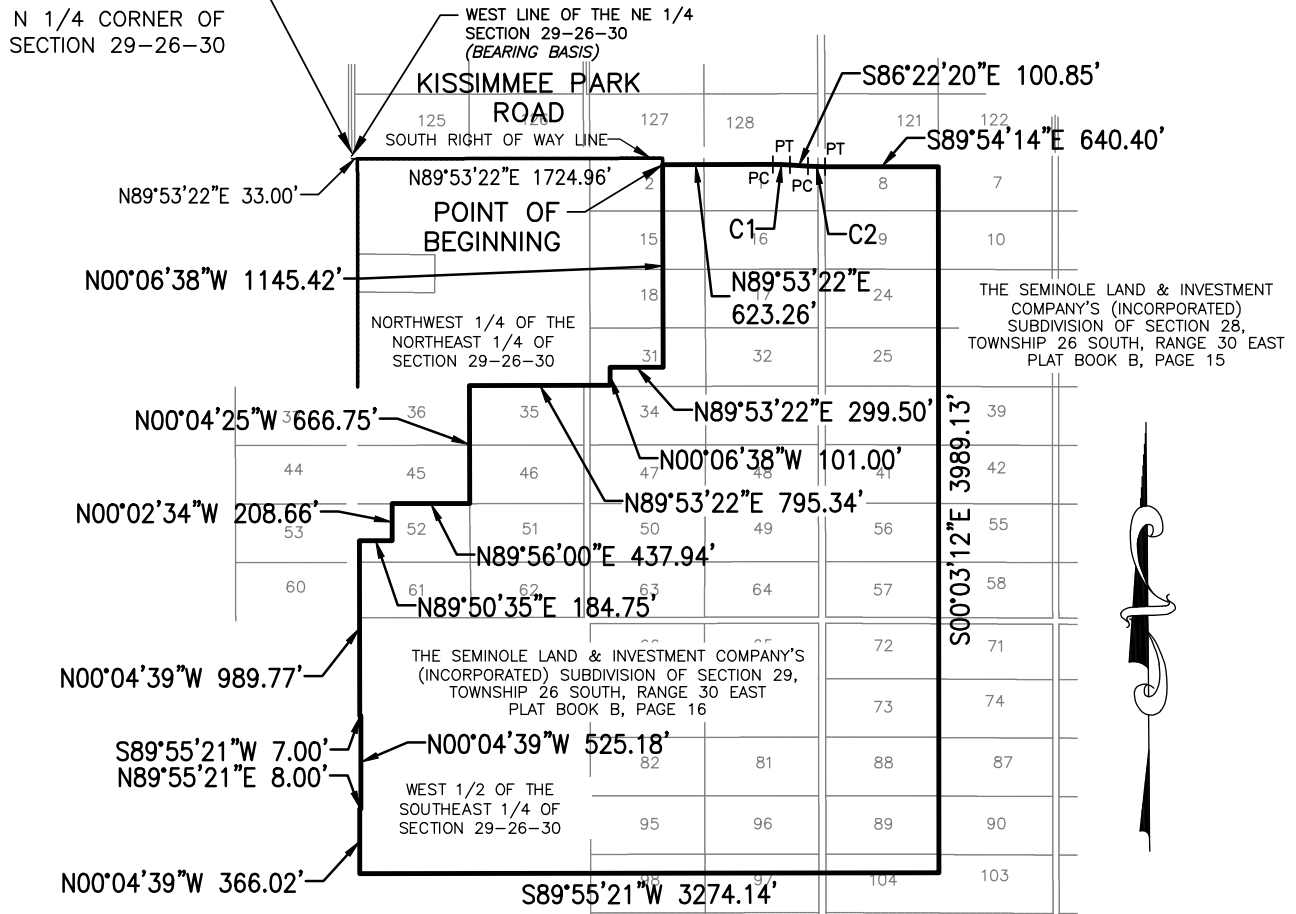 N 1/4 CORNER OF
SECTION 29-26-30
WEST LINE OF THE NE 1/4
SECTION 29-26-30
(BEARING BASIS)
KISSIMMEE PARK
ROAD
SOUTH RIGHT OF WAY LINE
S86°22'20"E 100.85'
S89°54'14"E 640.40'
125
126
127
128
121
122
N89°53'22"E 33.00'
N89°53'22"E 1724.96'
PT
PT
PC
PC
2
1
8
7
POINT OF
BEGINNING
C1
C2
15
16
9
10
N00°06'38"W 1145.42'
N89°53'22"E
623.26'
18
17
24
THE SEMINOLE LAND & INVESTMENT
COMPANY'S (INCORPORATED)
SUBDIVISION OF SECTION 28,
TOWNSHIP 26 SOUTH, RANGE 30 EAST
PLAT BOOK B, PAGE 15
NORTHWEST 1/4 OF THE
NORTHEAST 1/4 OF
SECTION 29-26-30
31
32
25
N00°04'25"W 666.75'
36
35
34
N89°53'22"E 299.50'
39
44
45
46
47
48
41
42
N00°06'38"W 101.00'
N89°53'22"E 795.34'
S00°03'12"E 3989.13'
N00°02'34"W 208.66'
53
52
51
50
49
56
55
N89°56'00"E 437.94'
60
61
62
63
64
57
58
N89°50'35"E 184.75'
72
71
N00°04'39"W 989.77'
THE SEMINOLE LAND & INVESTMENT COMPANY'S
(INCORPORATED) SUBDIVISION OF SECTION 29,
TOWNSHIP 26 SOUTH, RANGE 30 EAST
PLAT BOOK B, PAGE 16
73
74
S89°55'21"W 7.00'
N89°55'21"E 8.00'
N00°04'39"W 525.18'
82
81
88
87
WEST 1/2 OF THE
SOUTHEAST 1/4 OF
SECTION 29-26-30
95
96
89
90
N00°04'39"W 366.02'
98
97
104
103
S89°55'21"W 3274.14'